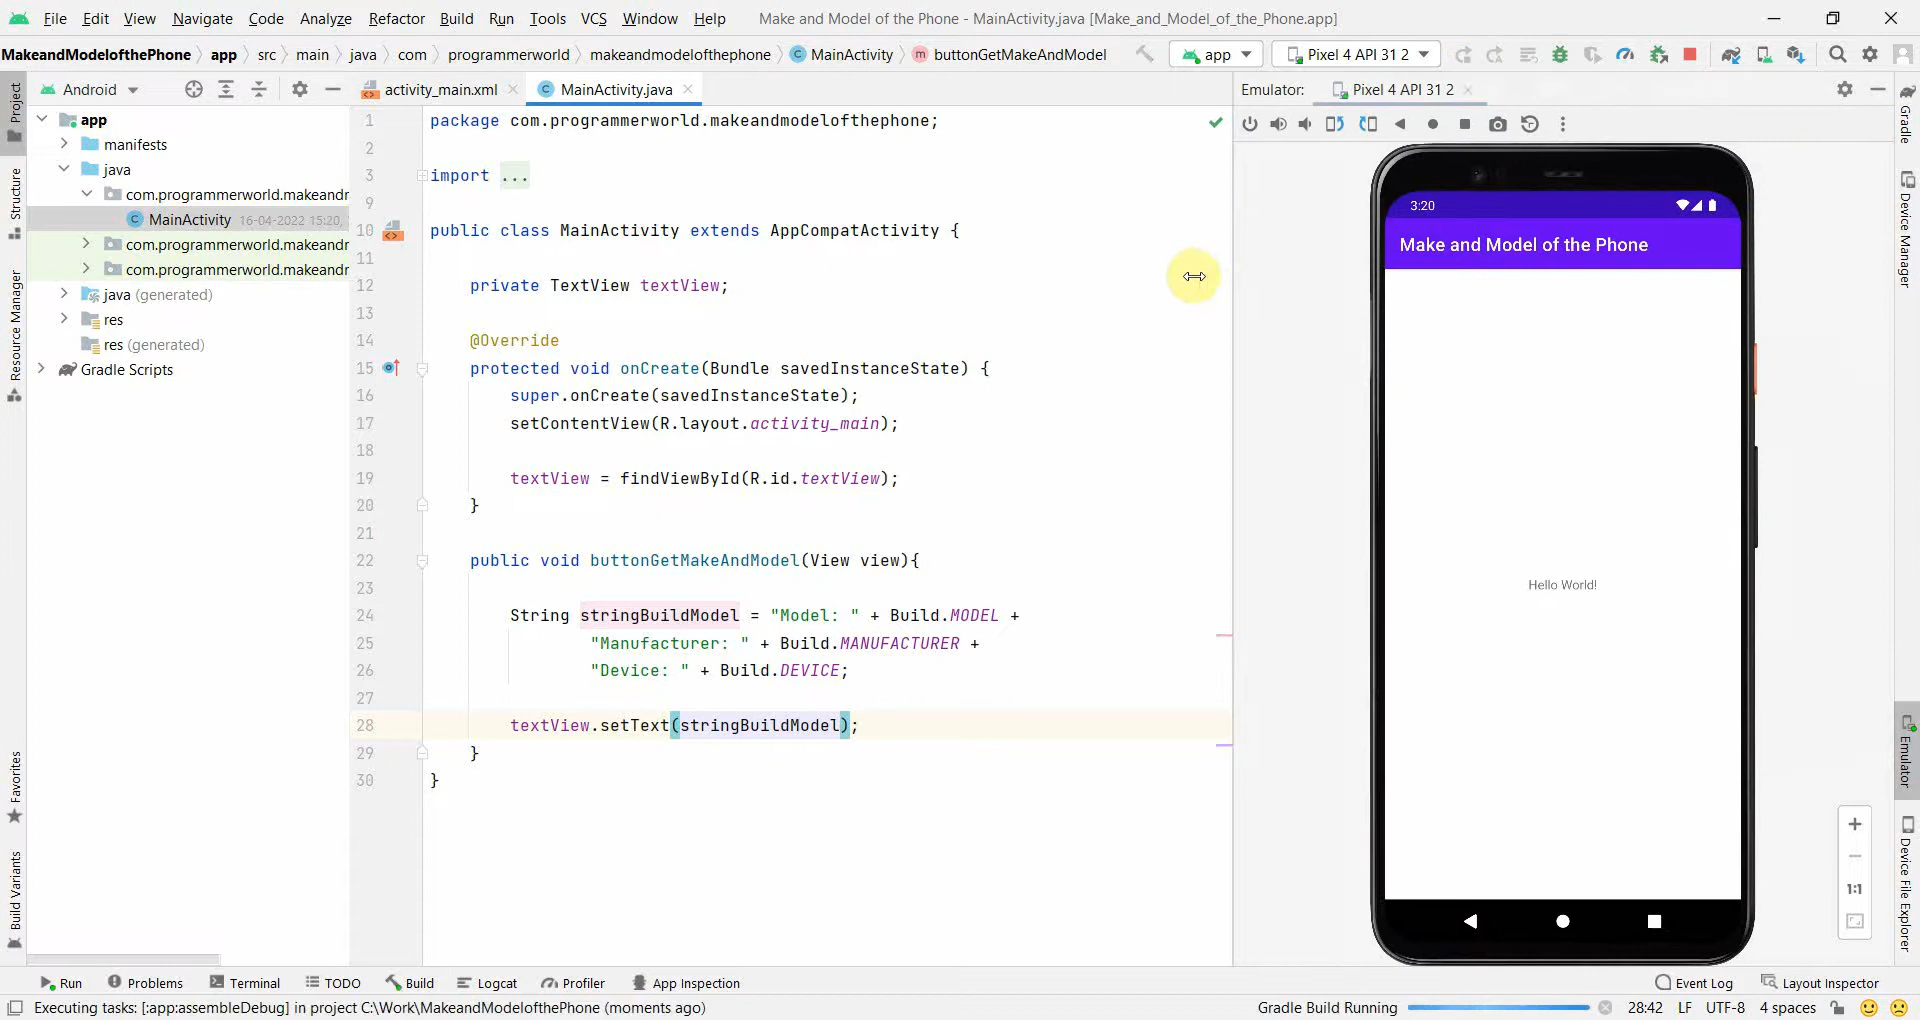 File Edit View Navigate Code Analyze Refactor Build Run Tools VCS Window Help Make and Model of the Phone - MainActivity.java [Make_and_Model_of_the_Phone.app]
MakeandModelofthePhone app src main java com programmerworld makeandmodelofthephone MainActivity buttonGetMakeAndModel app Pixel 4 API 31 2
Android activity_main.xml MainActivity.java Emulator: Pixel 4 API 31 2
Project
Structure
Resource Manager
Favorites
Build Variants
app
manifests
java
com.programmerworld.makeandr
MainActivity 16-04-2022 15:20,
com.programmerworld.makeandr
com.programmerworld.makeandr
java (generated)
res
res (generated)
Gradle Scripts
1 package com.programmerworld.makeandmodelofthephone;
2
3 import ...
9
10 public class MainActivity extends AppCompatActivity {
11
12 private TextView textView;
13
14 @Override
15 protected void onCreate(Bundle savedInstanceState) {
16 super.onCreate(savedInstanceState);
17 setContentView(R.layout.activity_main);
18
19 textView = findViewById(R.id.textView);
20 }
21
22 public void buttonGetMakeAndModel(View view){
23
24 String stringBuildModel = "Model: " + Build.MODEL +
25 "Manufacturer: " + Build.MANUFACTURER +
26 "Device: " + Build.DEVICE;
27
28 textView.setText(stringBuildModel);
29 }
30 }
3:20
Make and Model of the Phone
Hello World!
1:1
Gradle
Device Manager
Emulator
Device File Explorer
Run Problems Terminal TODO Build Logcat Profiler App Inspection Event Log Layout Inspector
Executing tasks: [:app:assembleDebug] in project C:\Work\MakeandModelofthePhone (moments ago) Gradle Build Running 28:42 LF UTF-8 4 spaces